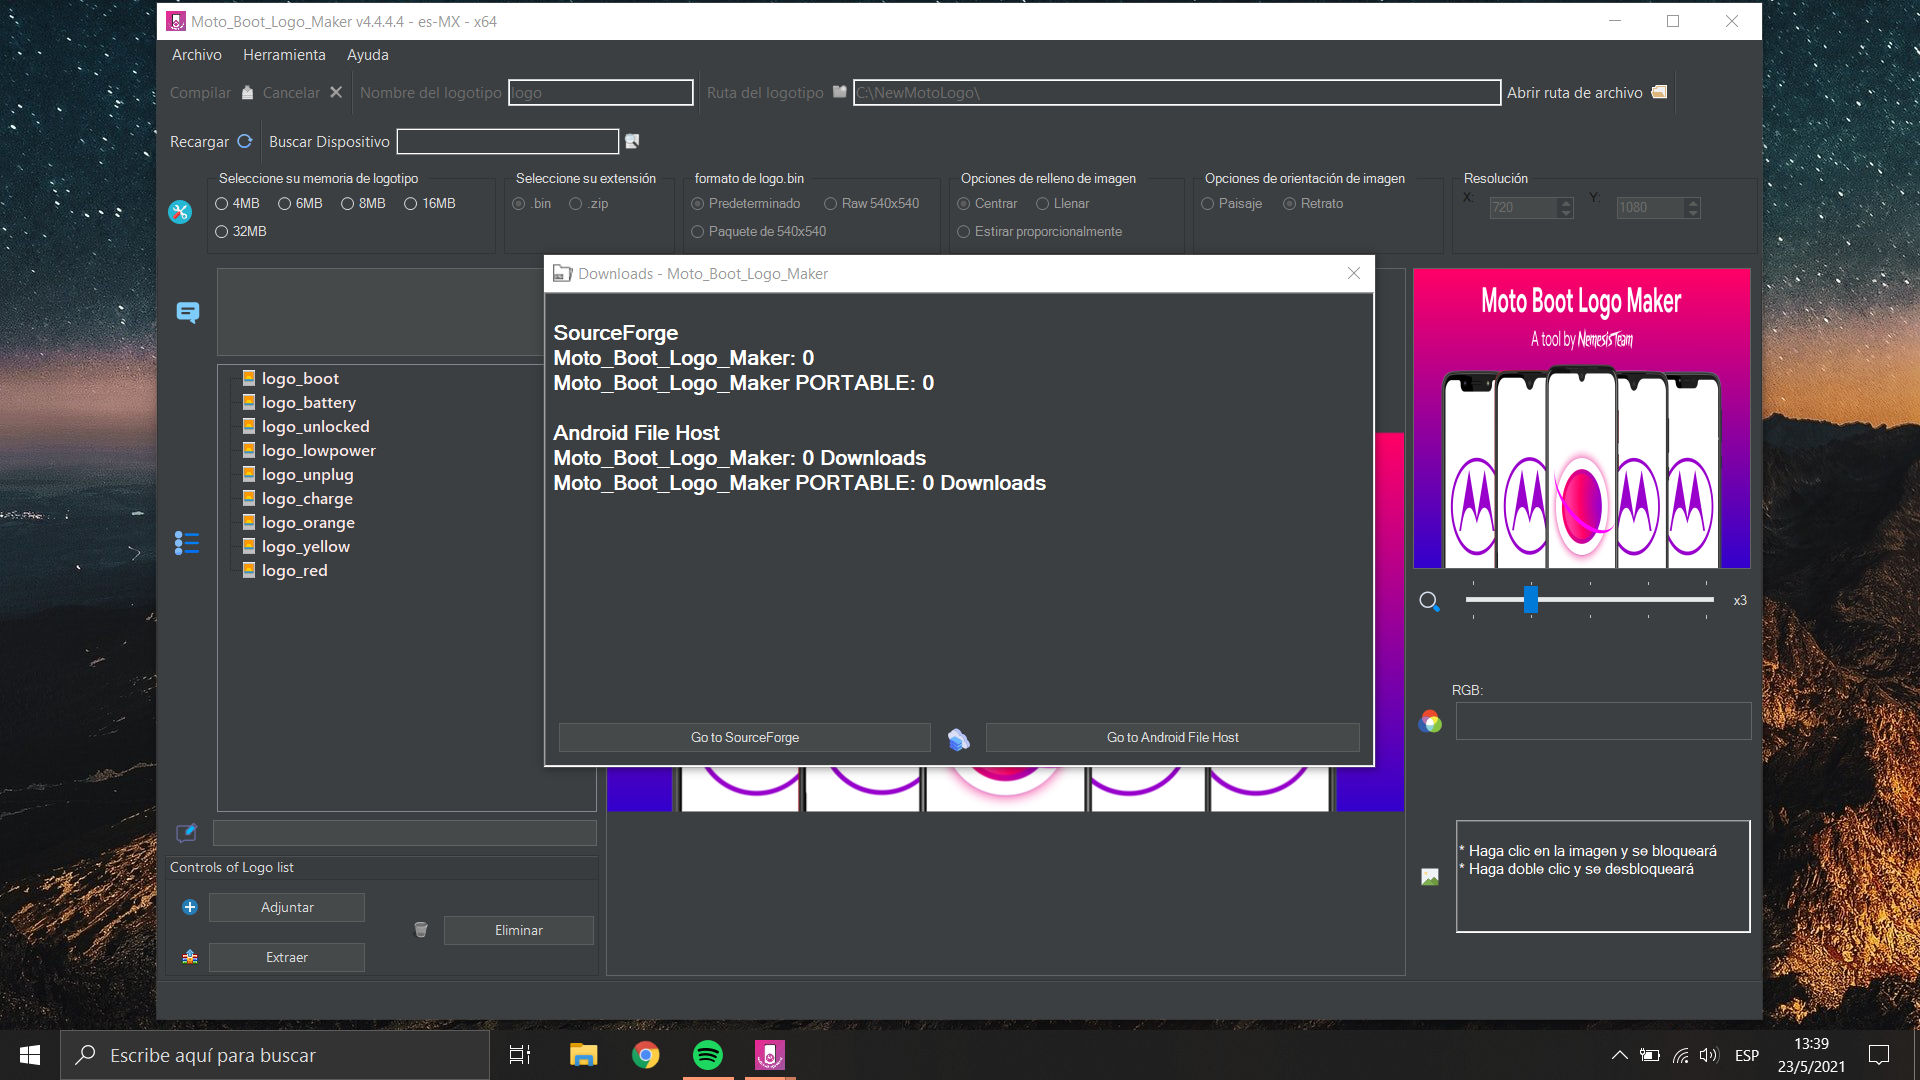 Moto_Boot_Logo_Maker v4.4.4.4 - es-MX - x64
Archivo Herramienta Ayuda
Compilar Cancelar Nombre del logotipo logo Ruta del logotipo C:\NewMotoLogo\ Abrir ruta de archivo
Recargar Buscar Dispositivo
Seleccione su memoria de logotipo Seleccione su extensión formato de logo.bin Opciones de relleno de imagen Opciones de orientación de imagen Resolución
4MB 6MB 8MB 16MB .bin .zip Predeterminado Raw 540x540 Centrar Llenar Paisaje Retrato X: 720 Y: 1080
32MB Paquete de 540x540 Estirar proporcionalmente
Downloads - Moto_Boot_Logo_Maker
SourceForge
Moto_Boot_Logo_Maker: 0
Moto_Boot_Logo_Maker PORTABLE: 0
Android File Host
Moto_Boot_Logo_Maker: 0 Downloads
Moto_Boot_Logo_Maker PORTABLE: 0 Downloads
Go to SourceForge Go to Android File Host
logo_boot
logo_battery
logo_unlocked
logo_lowpower
logo_unplug
logo_charge
logo_orange
logo_yellow
logo_red
Moto Boot Logo Maker
A tool by NemesisTeam
x3
RGB:
* Haga clic en la imagen y se bloqueará
* Haga doble clic y se desbloqueará
Controls of Logo list
Adjuntar
Eliminar
Extraer
Escribe aquí para buscar
ESP
13:39
23/5/2021